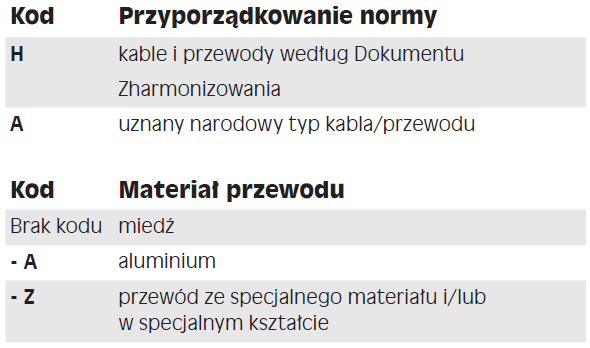 Kod Przyporządkowanie normy
H kable i przewody według Dokumentu
Zharmonizowania
A uznany narodowy typ kabla/przewodu
Kod Materiał przewodu
Brak kodu miedź
- A aluminium
- Z przewód ze specjalnego materiału i/lub
w specjalnym kształcie